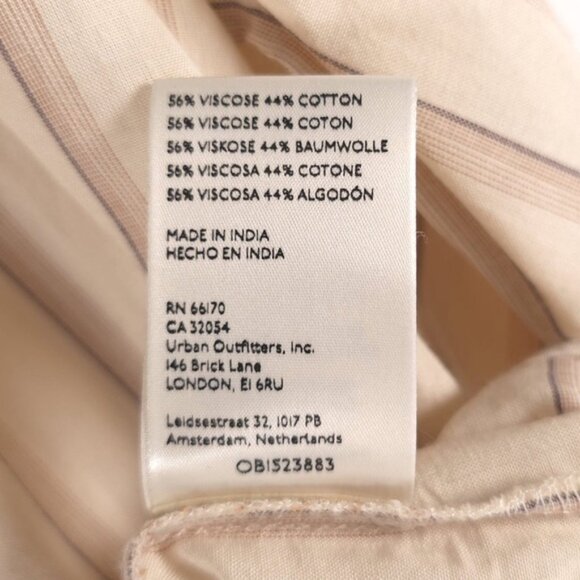 56% VISCOSE 44% COTTON
56% VISCOSE 44% COTON
56% VISKOSE 44% BAUMWOLLE
56% VISCOSA 44% COTONE
56% VISCOSA 44% ALGODÓN
MADE IN INDIA
HECHO EN INDIA
RN 66170
CA 32054
Urban Outfitters, Inc.
146 Brick Lane
LONDON, E1 6RU
Leidsestraat 32, 1017 PB
Amsterdam, Netherlands
OB1523883